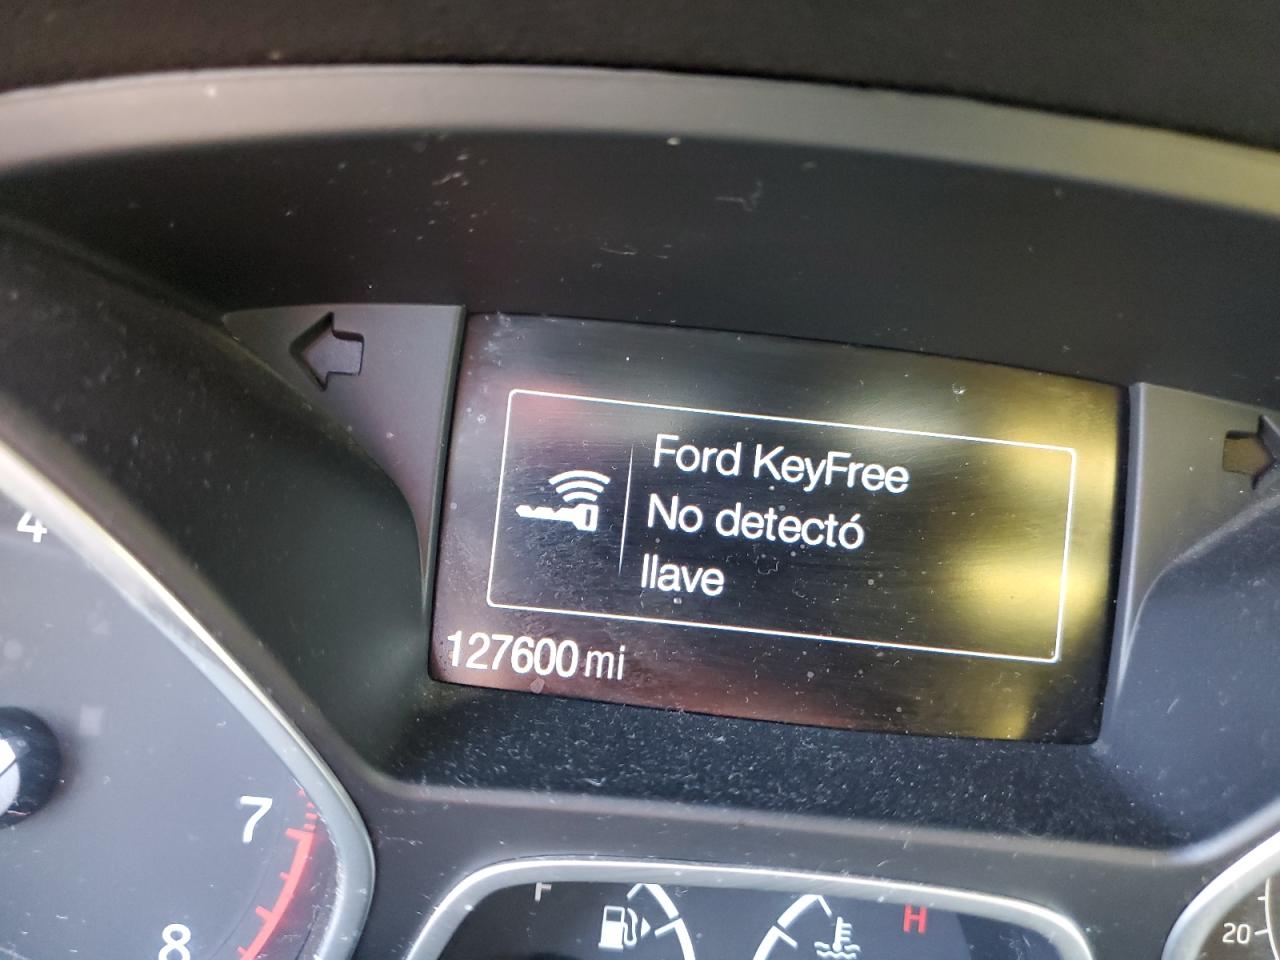 Ford KeyFree
No detectó
llave
127600 mi
4
7
8
F
H
20